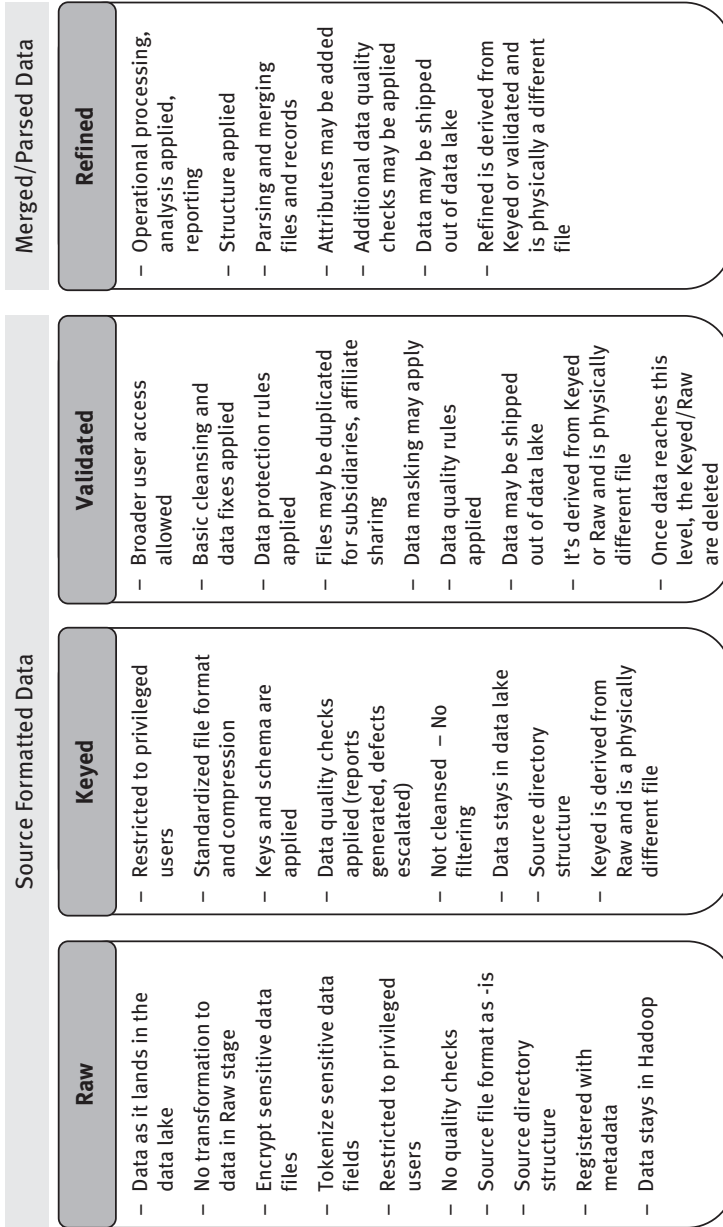 Source Formatted Data
Raw
– Data as it lands in the
data lake
– No transformation to
data in Raw stage
– Encrypt sensitive data
files
– Tokenize sensitive data
fields
– Restricted to privileged
users
– No quality checks
– Source file format as -is
– Source directory
structure
– Registered with
metadata
– Data stays in Hadoop
Keyed
– Restricted to privileged
users
– Standardized file format
and compression
– Keys and schema are
applied
– Data quality checks
applied (reports
generated, defects
escalated)
– Not cleansed – No
filtering
– Data stays in data lake
– Source directory
structure
– Keyed is derived from
Raw and is a physically
different file
Validated
– Broader user access
allowed
– Basic cleansing and
data fixes applied
– Data protection rules
applied
– Files may be duplicated
for subsidiaries, affiliate
sharing
– Data masking may apply
– Data quality rules
applied
– Data may be shipped
out of data lake
– It's derived from Keyed
or Raw and is physically
different file
– Once data reaches this
level, the Keyed/Raw
are deleted
Merged/Parsed Data
Refined
– Operational processing,
analysis applied,
reporting
– Structure applied
– Parsing and merging
files and records
– Attributes may be added
– Additional data quality
checks may be applied
– Data may be shipped
out of data lake
– Refined is derived from
Keyed or validated and
is physically a different
file